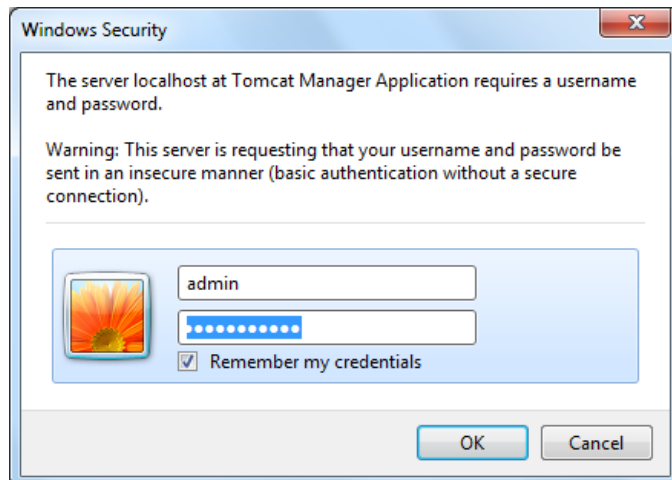 Windows Security
The server localhost at Tomcat Manager Application requires a username
and password.
Warning: This server is requesting that your username and password be
sent in an insecure manner (basic authentication without a secure
connection).
admin
●●●●●●●●●●●
Remember my credentials
OK
Cancel